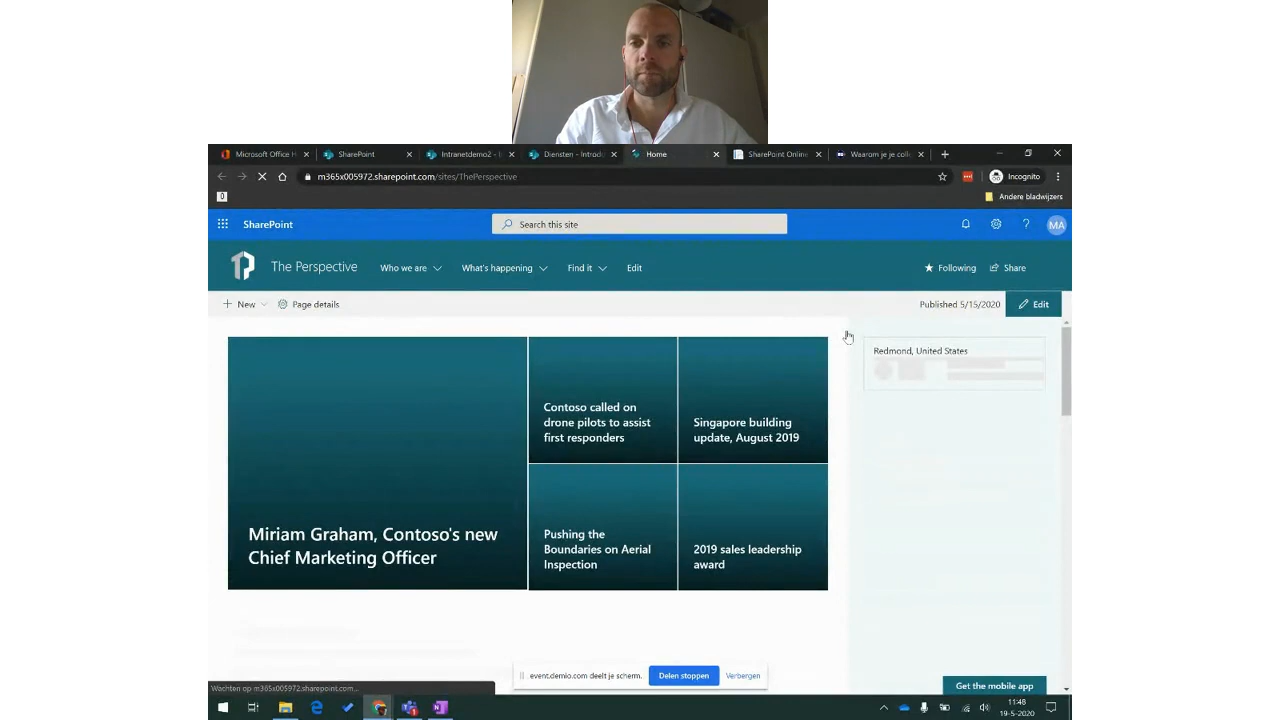 Microsoft Office H
SharePoint
Intranetdemo2 - I
Diensten - Introdu
Home
SharePoint Online
Waarom je je coll
m365x005972.sharepoint.com/sites/ThePerspective
Incognito
0
Andere bladwijzers
SharePoint
Search this site
MA
The Perspective
Who we are
What's happening
Find it
Edit
Following
Share
New
Page details
Published 5/15/2020
Edit
Redmond, United States
Contoso called on
drone pilots to assist
first responders
Singapore building
update, August 2019
Miriam Graham, Contoso's new
Chief Marketing Officer
Pushing the
Boundaries on Aerial
Inspection
2019 sales leadership
award
event.demio.com deelt je scherm.
Delen stoppen
Verbergen
Get the mobile app
Wachten op m365x005972.sharepoint.com...
11:48
19-5-2020